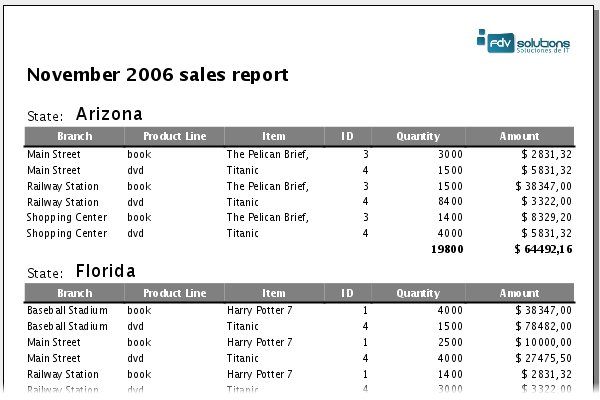 fdv solutions
Soluciones de IT
November 2006 sales report
State: Arizona
Branch Product Line Item ID Quantity Amount
Main Street book The Pelican Brief, 3 3000 $ 2831,32
Main Street dvd Titanic 4 1500 $ 5831,32
Railway Station book The Pelican Brief, 3 1500 $ 38347,00
Railway Station dvd Titanic 4 8400 $ 3322,00
Shopping Center book The Pelican Brief, 3 1400 $ 8329,20
Shopping Center dvd Titanic 4 4000 $ 5831,32
19800 $ 64492,16
State: Florida
Branch Product Line Item ID Quantity Amount
Baseball Stadium book Harry Potter 7 1 4000 $ 38347,00
Baseball Stadium dvd Titanic 4 1500 $ 78482,00
Main Street book Harry Potter 7 1 2500 $ 10000,00
Main Street dvd Titanic 4 4000 $ 27475,50
Railway Station book Harry Potter 7 1 1400 $ 2831,32
Railway Station dvd Titanic 4 3000 $ 3322,00